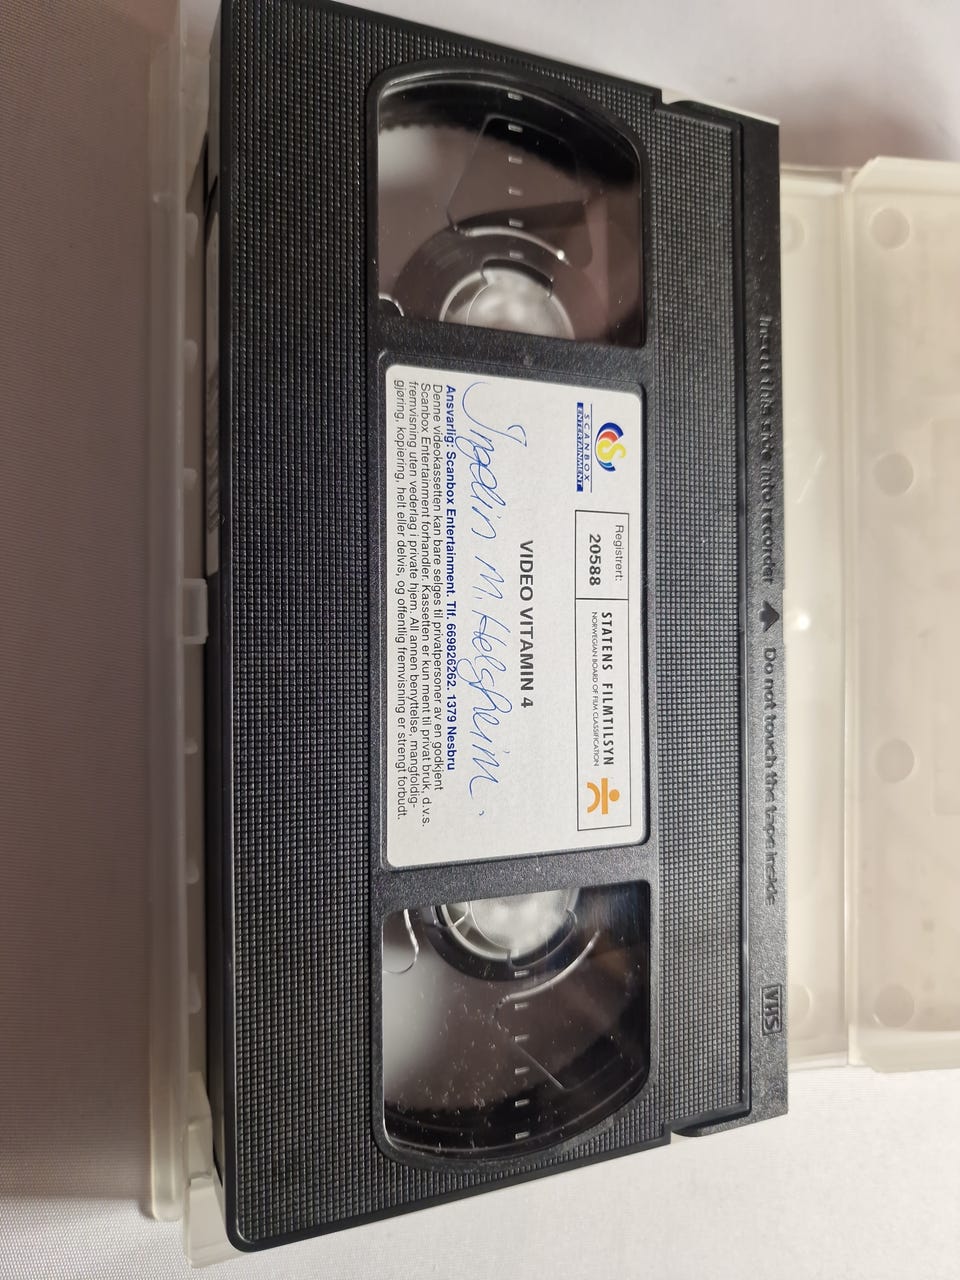 Insert this side into recorder ▲ Do not touch the tape inside
VHS
SCANBOX
ENTERTAINMENT
Registrert:
20588
STATENS FILMTILSYN
NORWEGIAN BOARD OF FILM CLASSIFICATION
VIDEO VITAMIN 4
Ingelin M. Helgheim.
Ansvarlig: Scanbox Entertainment. Tlf. 669826262. 1379 Nesbru
Denne videokassetten kan bare selges til privatpersoner av en godkjent
Scanbox Entertainment forhandler. Kassetten er kun ment til privat bruk, d.v.s.
fremvisning uten vederlag i private hjem. All annen benyttelse, mangfoldig-
gjøring, kopiering, helt eller delvis, og offentlig fremvisning er strengt forbudt.